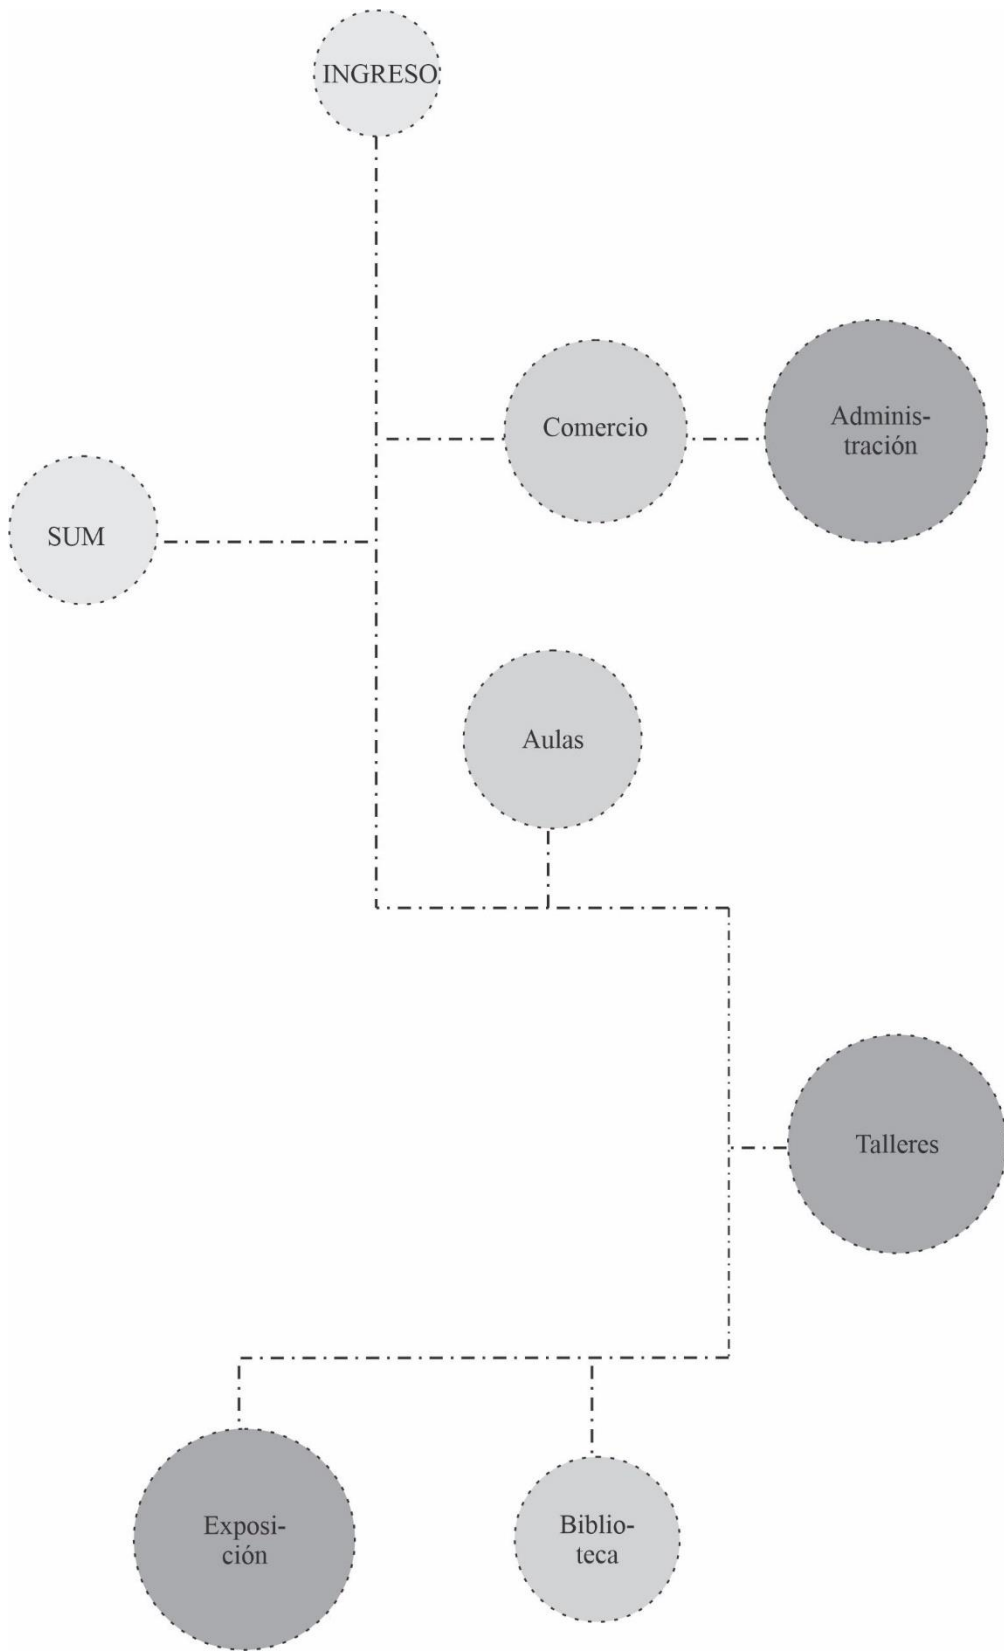 INGRESO
Comercio
Adminis-
tración
SUM
Aulas
Talleres
Exposi-
ción
Biblio-
teca